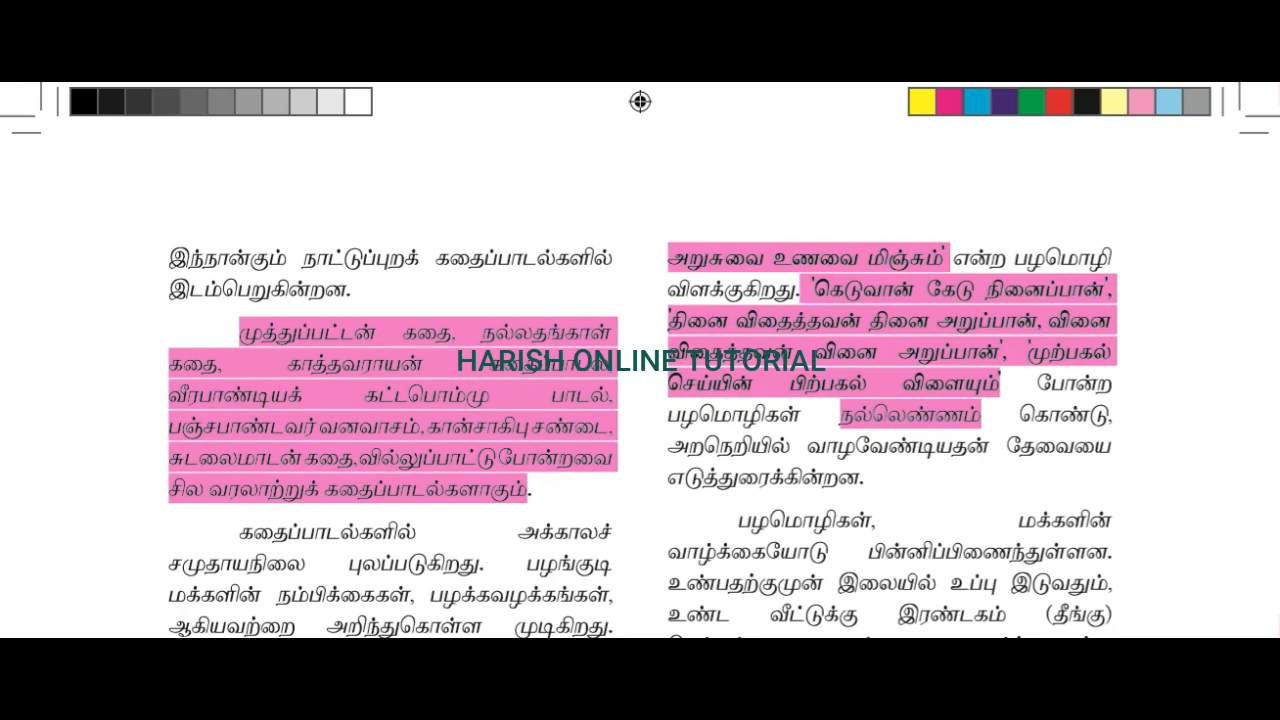 இந்நான்கும் நாட்டுப்புறக் கதைப்பாடல்களில்
இடம்பெறுகின்றன.
முத்துப்பட்டன் கதை, நல்லதங்காள்
கதை, காத்தவராயன் கதைப்பாடல்,
வீரபாண்டியக் கட்டபொம்மு பாடல்,
பஞ்சபாண்டவர் வனவாசம், கான்சாகிபு சண்டை,
சுடலைமாடன் கதை, வில்லுப்பாட்டு போன்றவை
சில வரலாற்றுக் கதைப்பாடல்களாகும்.
கதைப்பாடல்களில் அக்காலச்
சமுதாயநிலை புலப்படுகிறது. பழங்குடி
மக்களின் நம்பிக்கைகள், பழக்கவழக்கங்கள்,
ஆகியவற்றை அறிந்துகொள்ள முடிகிறது.
அறுசுவை உணவை மிஞ்சும்' என்ற பழமொழி
விளக்குகிறது. 'கெடுவான் கேடு நினைப்பான்',
'தினை விதைத்தவன் தினை அறுப்பான், வினை
விதைத்தவன் வினை அறுப்பான்', 'முற்பகல்
செய்யின் பிற்பகல் விளையும்' போன்ற
பழமொழிகள் நல்லெண்ணம் கொண்டு,
அறநெறியில் வாழவேண்டியதன் தேவையை
எடுத்துரைக்கின்றன.
பழமொழிகள், மக்களின்
வாழ்க்கையோடு பின்னிப்பிணைந்துள்ளன.
உண்பதற்குமுன் இலையில் உப்பு இடுவதும்,
உண்ட வீட்டுக்கு இரண்டகம் (தீங்கு)
HARISH ONLINE TUTORIAL